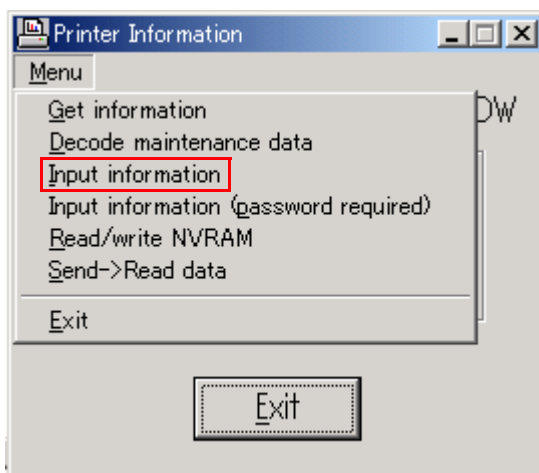 Printer Information
Menu
Get information
DW
Decode maintenance data
Input information
Input information (password required)
Read/write NVRAM
Send->Read data
Exit
Exit